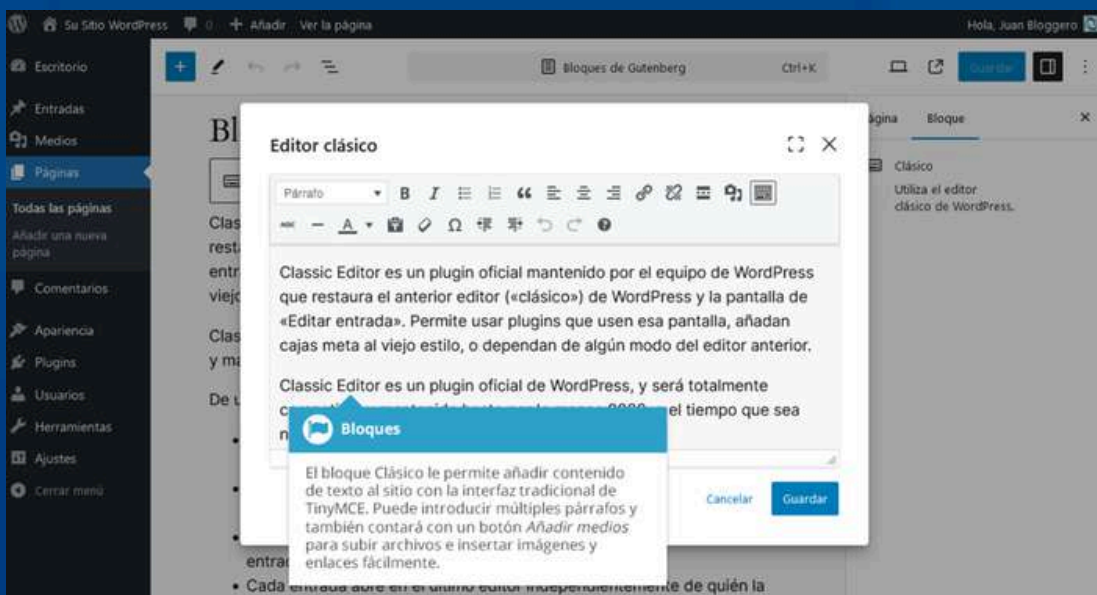 Su Sitio WordPress 0 + Añadir Ver la página Hola, Juan Bloggero
Escritorio
Entradas
Medios
Páginas
Todas las páginas
Añadir una nueva
página
Comentarios
Apariencia
Plugins
Usuarios
Herramientas
Ajustes
Cerrar menú
Bloques de Gutenberg Ctrl+K Guardar
Bl
Clas
rest
entr
viejo
Clas
y ma
De u
Editor clásico
Párrafo
Classic Editor es un plugin oficial mantenido por el equipo de WordPress
que restaura el anterior editor («clásico») de WordPress y la pantalla de
«Editar entrada». Permite usar plugins que usen esa pantalla, añadan
cajas meta al viejo estilo, o dependan de algún modo del editor anterior.
Classic Editor es un plugin oficial de WordPress, y será totalmente
el tiempo que sea
n
Bloques
El bloque Clásico le permite añadir contenido
de texto al sitio con la interfaz tradicional de
TinyMCE. Puede introducir múltiples párrafos y
también contará con un botón Añadir medios
para subir archivos e insertar imágenes y
enlaces fácilmente.
Cancelar Guardar
entrac
• Cada entrada abre en el último editor independientemente de quién la
ágina Bloque
Clásico
Utiliza el editor
clásico de WordPress.